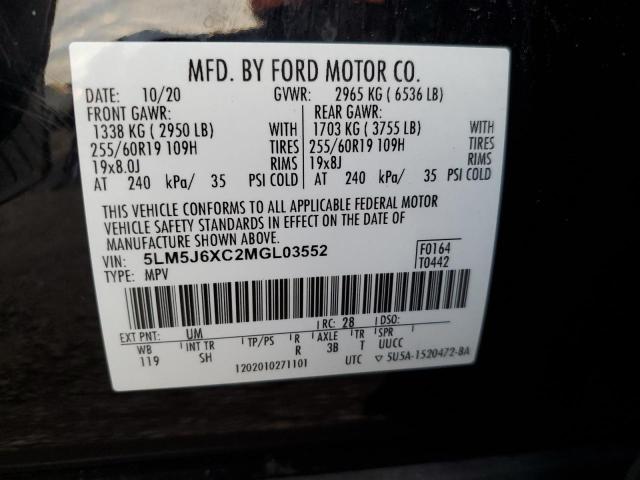 MFD. BY FORD MOTOR CO.
DATE: 10/20 GVWR: 2965 KG ( 6536 LB)
FRONT GAWR: REAR GAWR:
1338 KG ( 2950 LB) WITH 1703 KG ( 3755 LB) WITH
255/60R19 109H TIRES 255/60R19 109H TIRES
19x8.0J RIMS 19x8J RIMS
AT 240 kPa/ 35 PSI COLD AT 240 kPa/ 35 PSI COLD
THIS VEHICLE CONFORMS TO ALL APPLICABLE FEDERAL MOTOR
VEHICLE SAFETY STANDARDS IN EFFECT ON THE DATE OF
MANUFACTURE SHOWN ABOVE.
VIN: 5LM5J6XC2MGL03552 F0164
TYPE: MPV T0442
RC: 28 DSO:
EXT PNT: UM
WB INT TR TP/PS R AXLE TR SPR
119 SH R 3B T UUCC
1202010271101 UTC ▽ 5U5A-1520472-BA